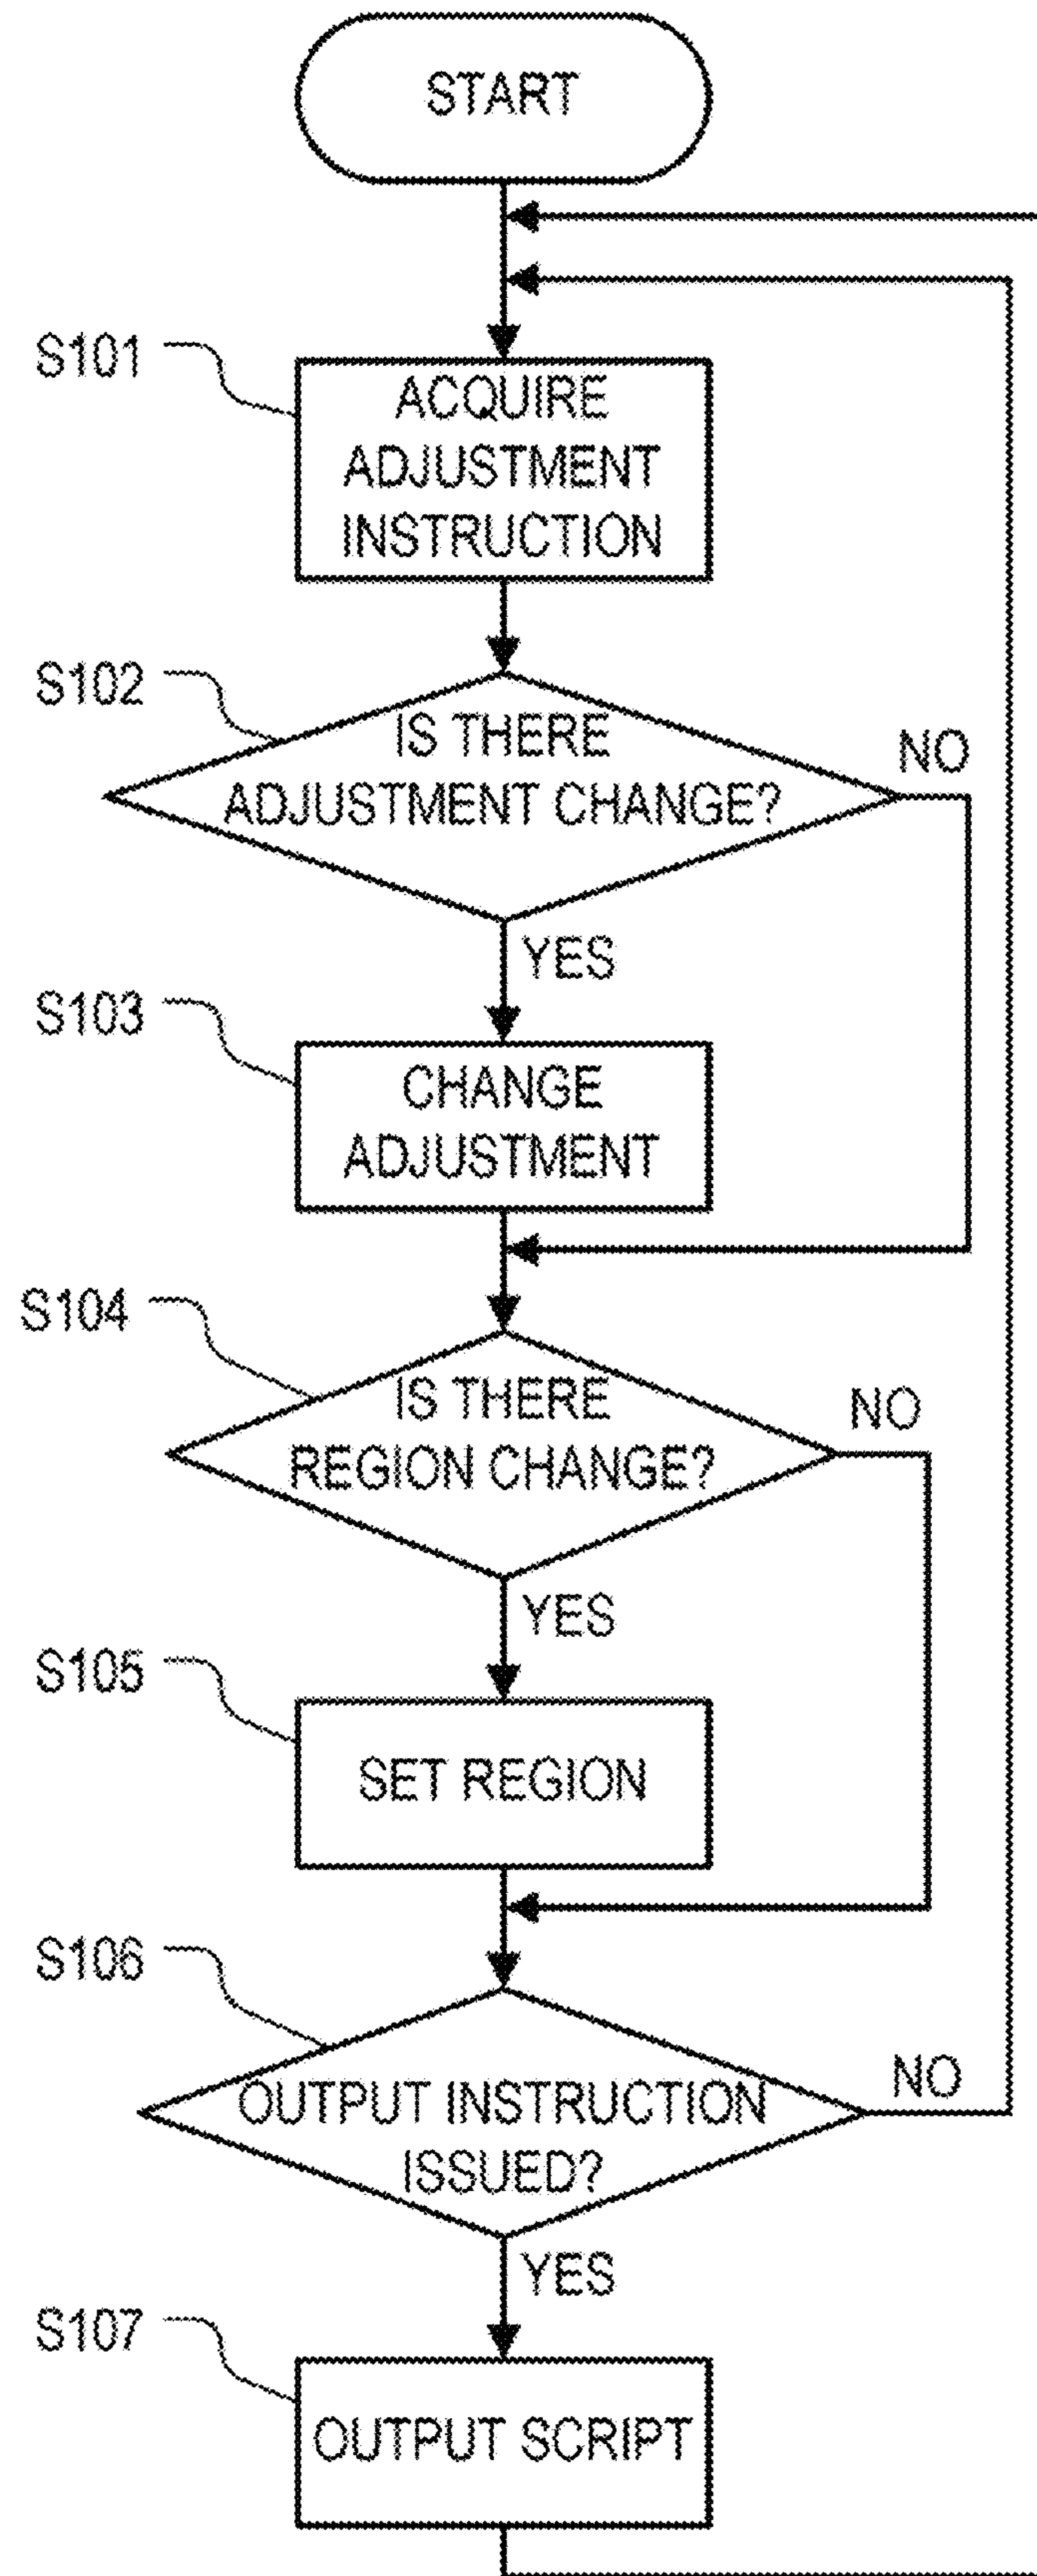 START
S101
ACQUIRE
ADJUSTMENT
INSTRUCTION
S102
IS THERE
ADJUSTMENT CHANGE?
NO
YES
S103
CHANGE
ADJUSTMENT
S104
IS THERE
REGION CHANGE?
NO
YES
S105
SET REGION
S106
OUTPUT INSTRUCTION
ISSUED?
NO
YES
S107
OUTPUT SCRIPT